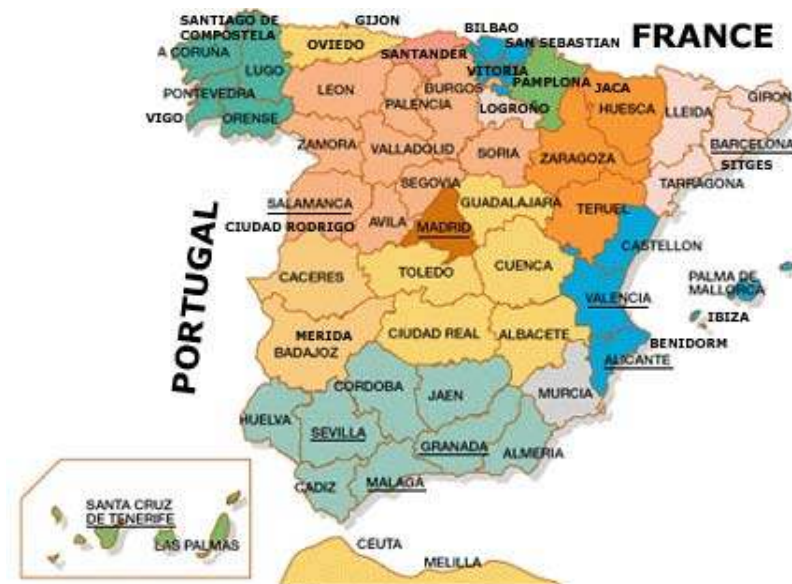 SANTIAGO DE
COMPOSTELA
GIJON
BILBAO
FRANCE
A CORUÑA
OVIEDO
SANTANDER
SAN SEBASTIAN
LUGO
VITORIA
PAMPLONA
JACA
PONTEVEDRA
LEON
BURGOS
PALENCIA
LOGROÑO
HUESCA
LLEIDA
GIRON
VIGO
ORENSE
BARCELONA
ZAMORA
VALLADOLID
SORIA
ZARAGOZA
SITGES
TARRAGONA
SEGOVIA
SALAMANCA
GUADALAJARA
TERUEL
CIUDAD RODRIGO
AVILA
MADRID
CASTELLON
PORTUGAL
CACERES
TOLEDO
CUENCA
PALMA DE
MALLORCA
VALENCIA
IBIZA
MERIDA
BADAJOZ
CIUDAD REAL
ALBACETE
BENIDORM
ALICANTE
CORDOBA
JAEN
MURCIA
HUELVA
SEVILLA
GRANADA
ALMERIA
CADIZ
MALAGA
SANTA CRUZ
DE TENERIFE
LAS PALMAS
CEUTA
MELILLA